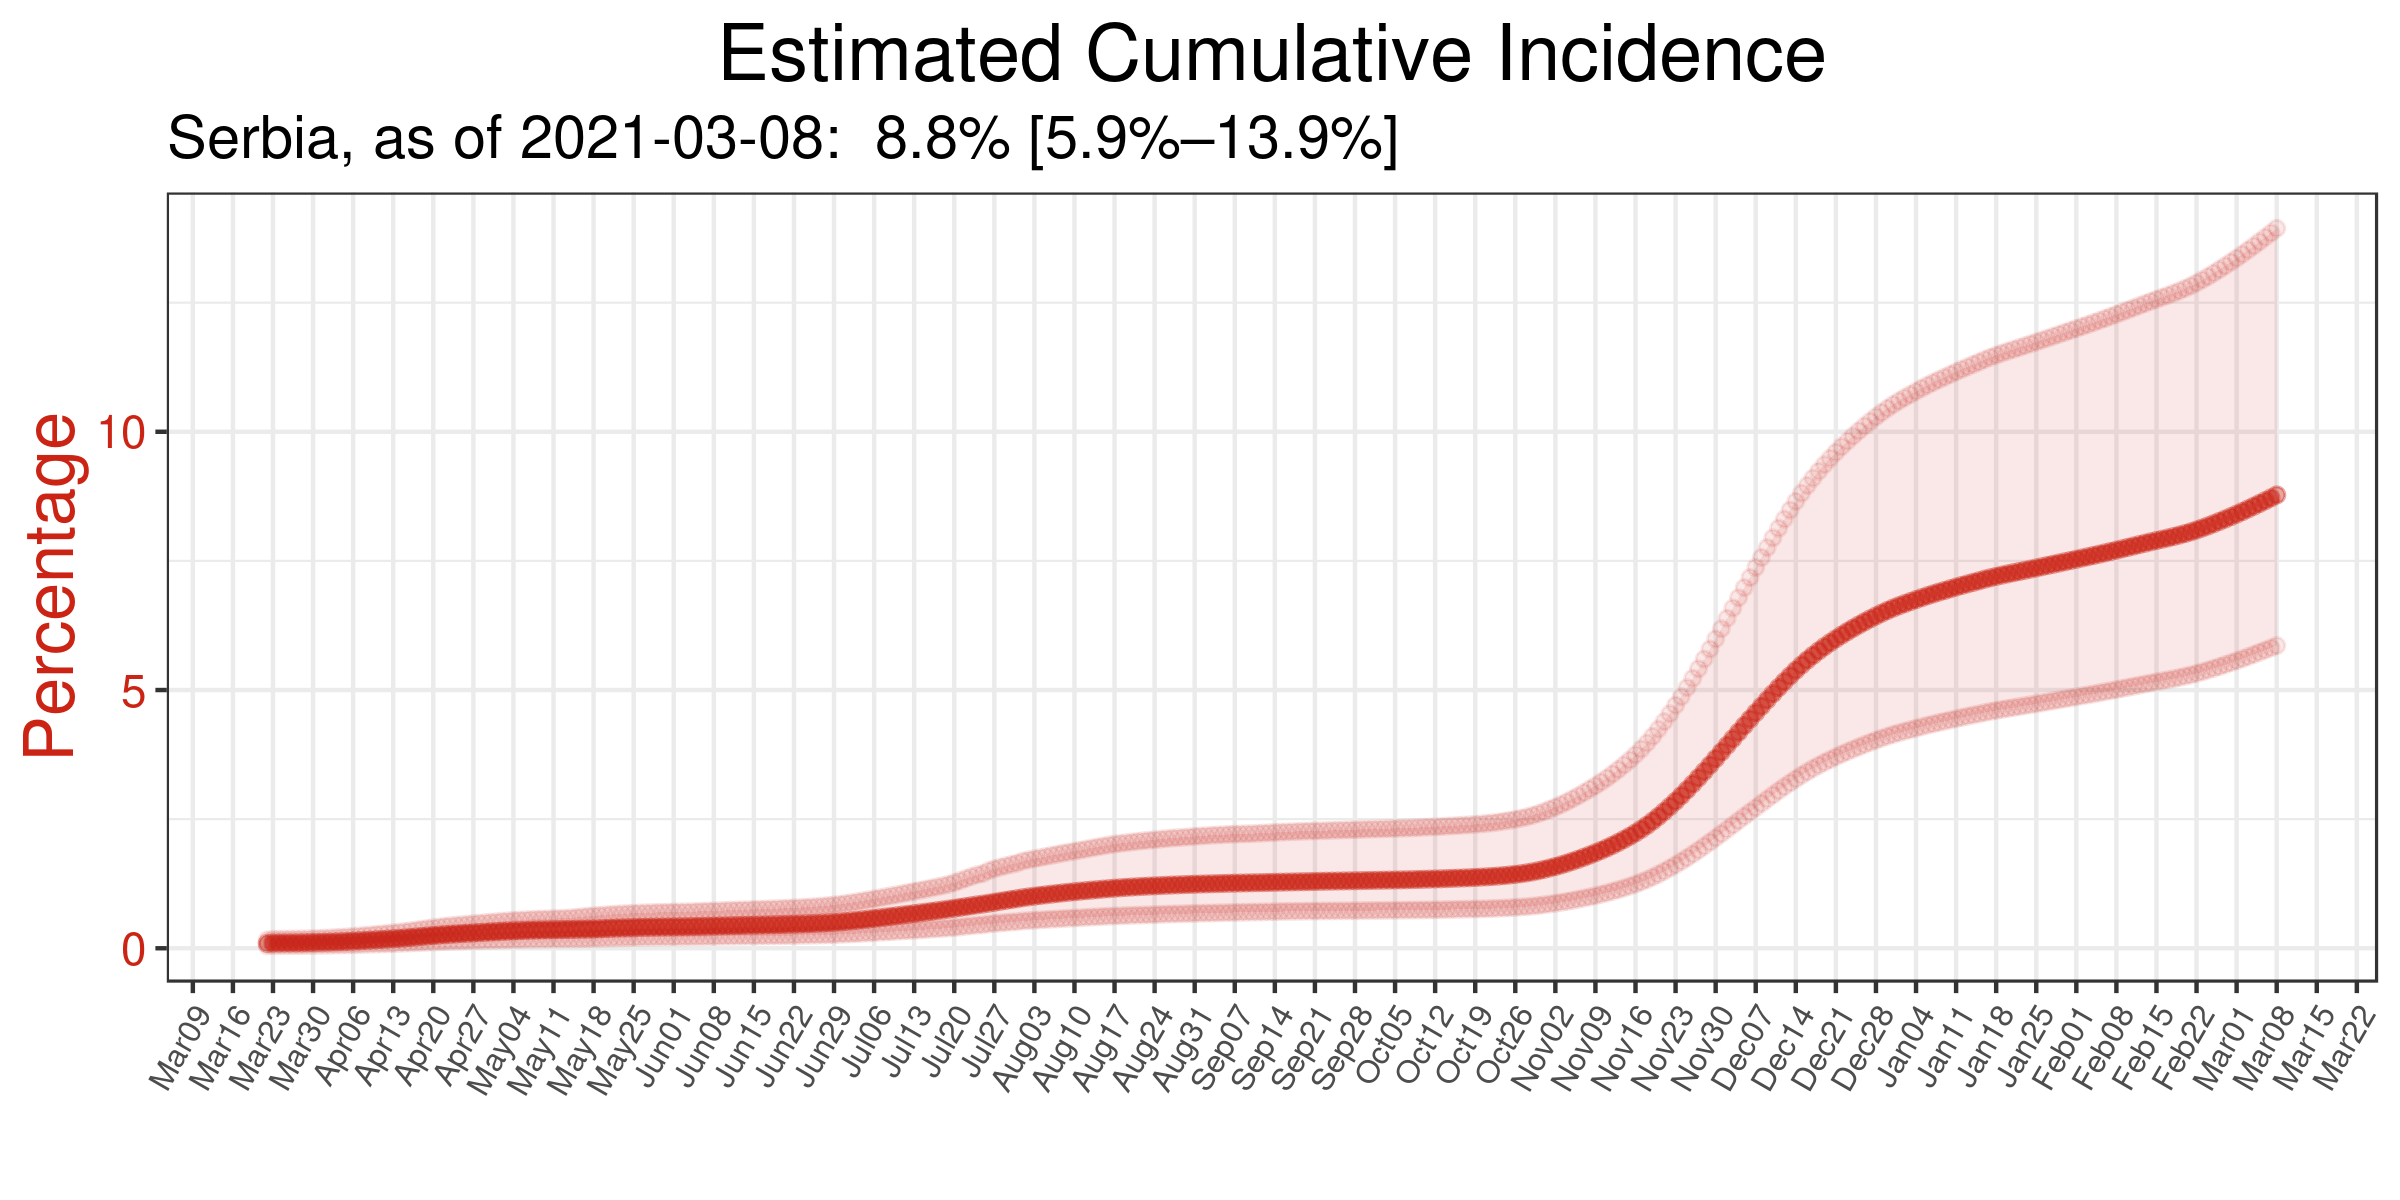 Estimated Cumulative Incidence
Serbia, as of 2021-03-08:  8.8% [5.9%–13.9%]
Percentage
10
5
0
Mar09
Mar16
Mar23
Mar30
Apr06
Apr13
Apr20
Apr27
May04
May11
May18
May25
Jun01
Jun08
Jun15
Jun22
Jun29
Jul06
Jul13
Jul20
Jul27
Aug03
Aug10
Aug17
Aug24
Aug31
Sep07
Sep14
Sep21
Sep28
Oct05
Oct12
Oct19
Oct26
Nov02
Nov09
Nov16
Nov23
Nov30
Dec07
Dec14
Dec21
Dec28
Jan04
Jan11
Jan18
Jan25
Feb01
Feb08
Feb15
Feb22
Mar01
Mar08
Mar15
Mar22